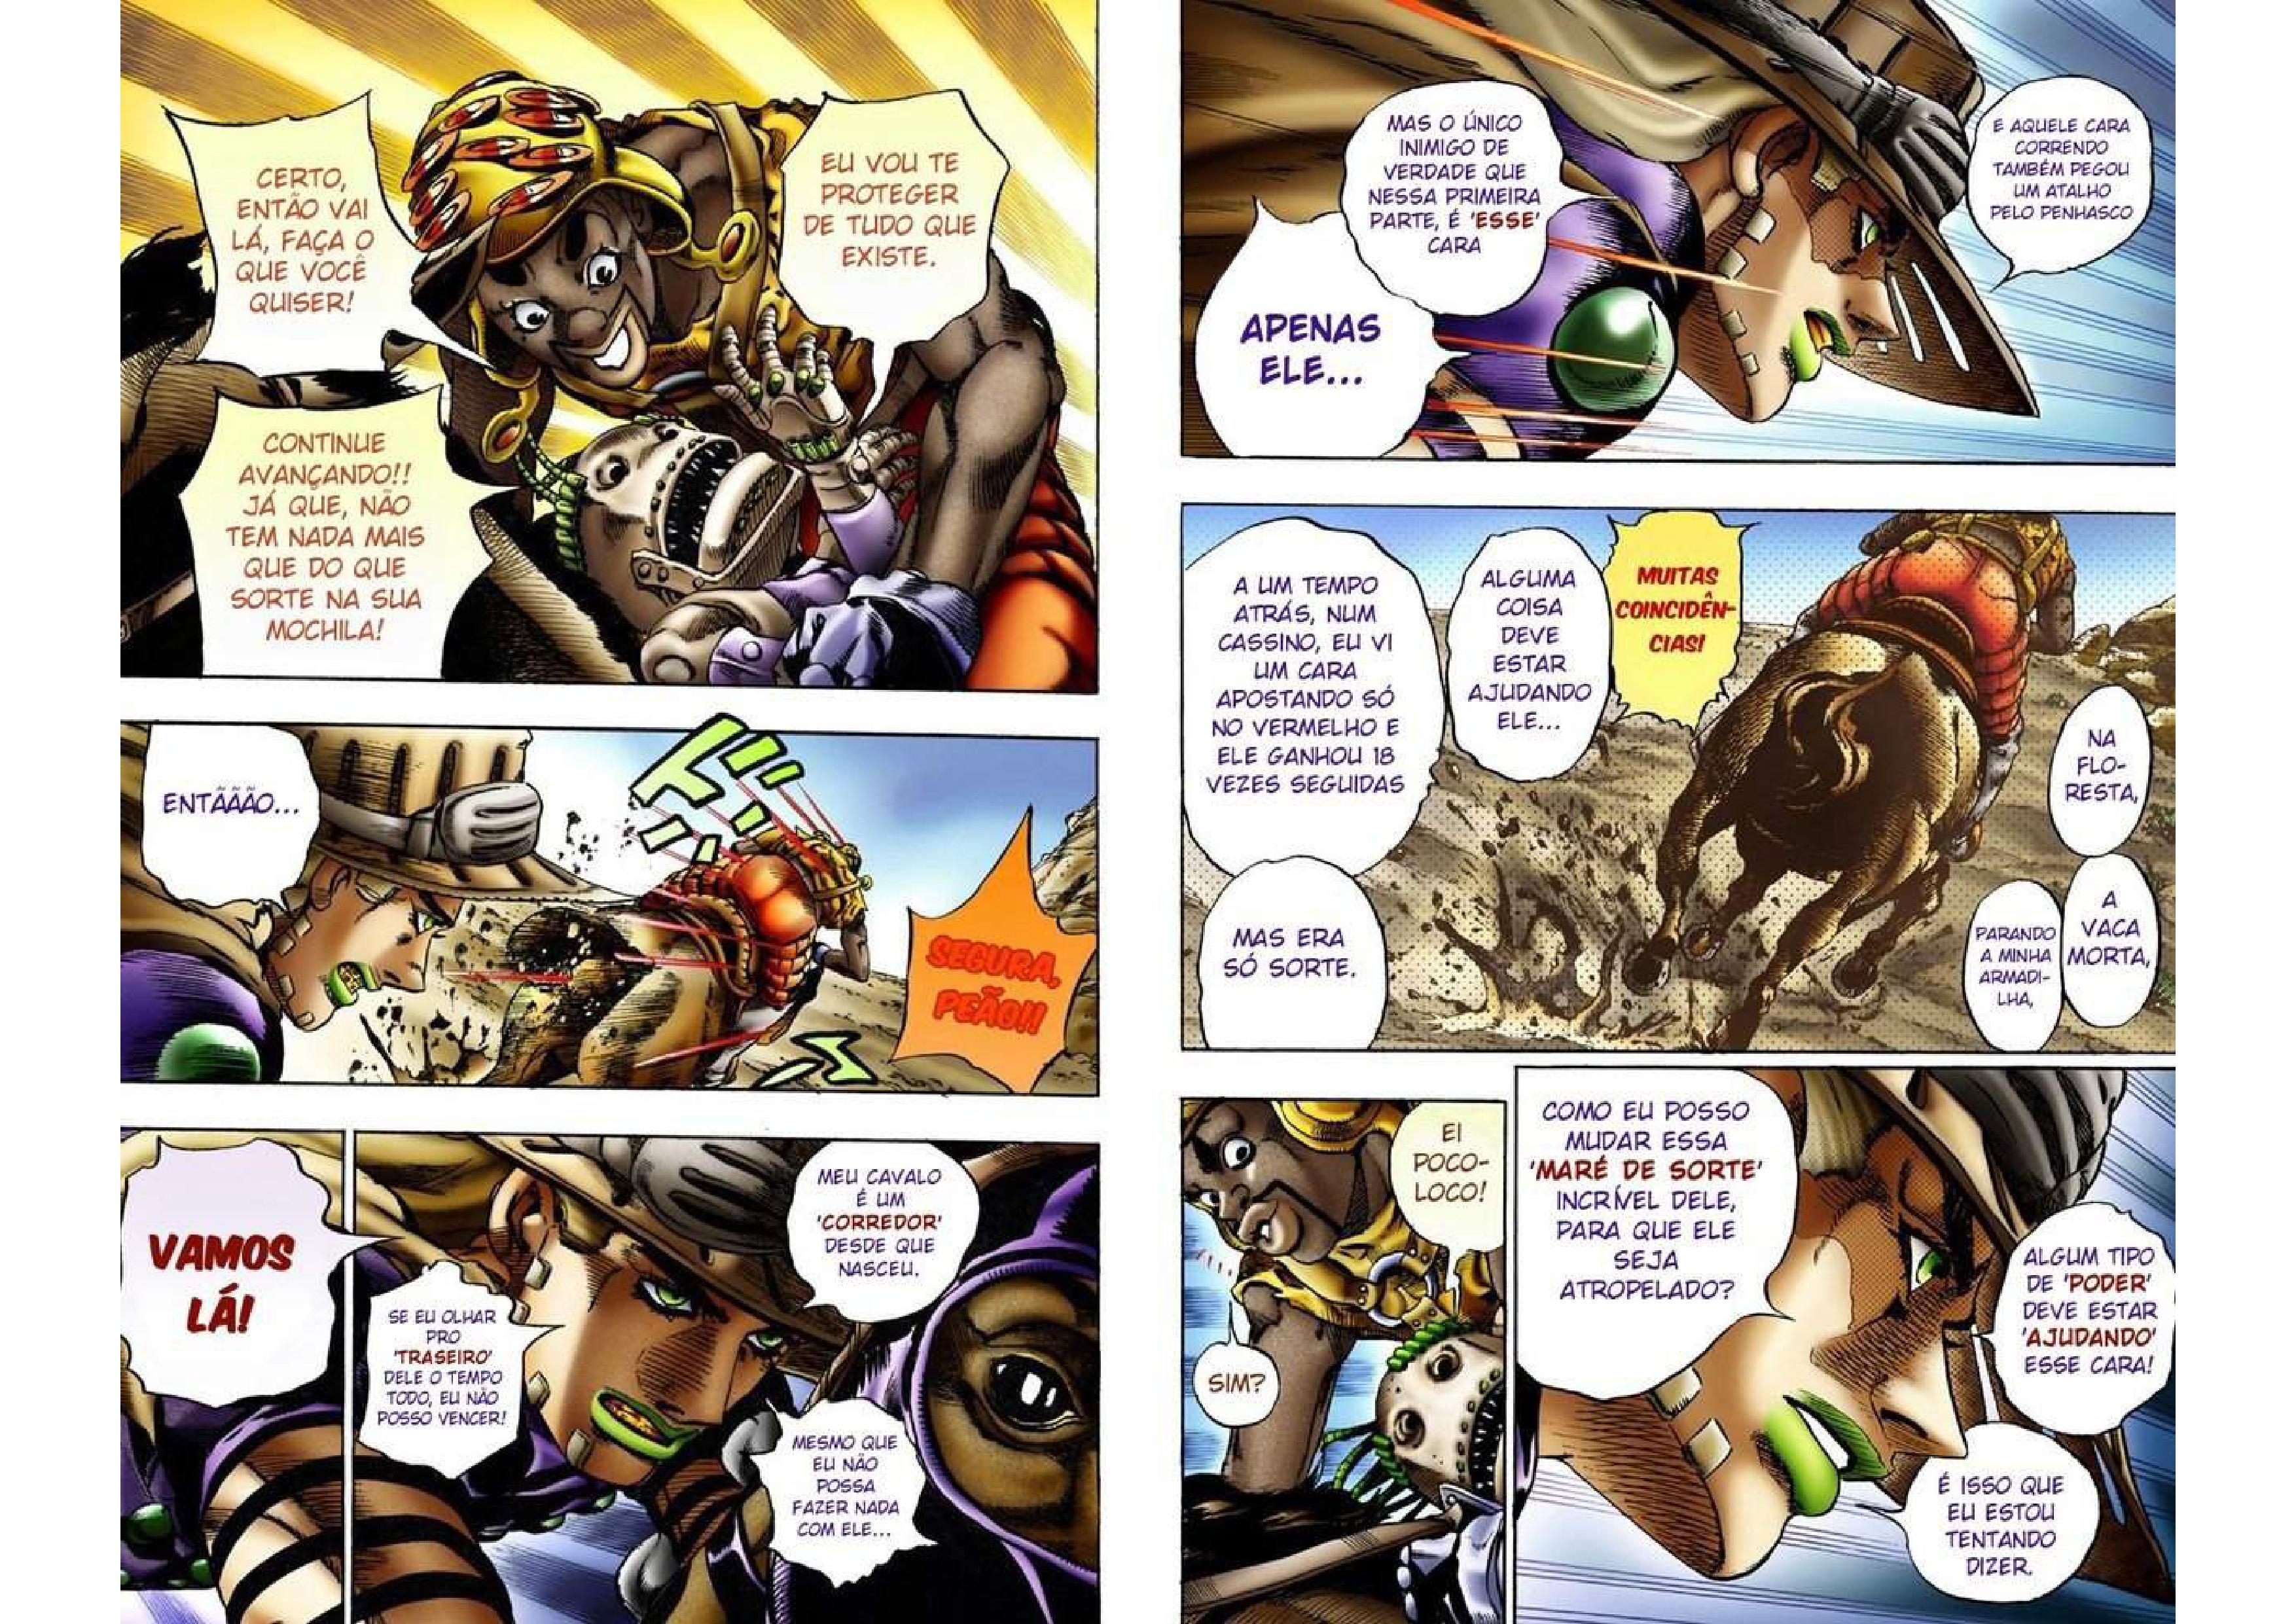 E AQUELE CARA
CORRENDO
TAMBÉM PEGOU
UM ATALHO
PELO PENHASCO
MAS O ÚNICO
INIMIGO DE
VERDADE QUE
NESSA PRIMEIRA
PARTE, É 'ESSE'
CARA
APENAS
ELE...
NA
FLO-
RESTA,
A
VACA
MORTA,
PARANDO
A MINHA
ARMADI-
LHA,
MUITAS
COINCIDÊN-
CIAS!
ALGUMA
COISA
DEVE
ESTAR
AJUDANDO
ELE...
A UM TEMPO
ATRÁS, NUM
CASSINO, EU VI
UM CARA
APOSTANDO SÓ
NO VERMELHO E
ELE GANHOU 18
VEZES SEGUIDAS
MAS ERA
SÓ SORTE.
ALGUM TIPO
DE 'PODER'
DEVE ESTAR
'AJUDANDO'
ESSE CARA!
É ISSO QUE
EU ESTOU
TENTANDO
DIZER.
COMO EU POSSO
MUDAR ESSA
'MARÉ DE SORTE'
INCRÍVEL DELE,
PARA QUE ELE
SEJA
ATROPELADO?
EI
POCO-
LOCO!
SIM?
EU VOU TE
PROTEGER
DE TUDO QUE
EXISTE.
CERTO,
ENTÃO VAI
LÁ, FAÇA O
QUE VOCÊ
QUISER!
CONTINUE
AVANÇANDO!!
JÁ QUE, NÃO
TEM NADA MAIS
QUE DO QUE
SORTE NA SUA
MOCHILA!
SEGURA,
PEÃO!!
ENTÃÃÃO...
MEU CAVALO
É UM
'CORREDOR'
DESDE QUE
NASCEU.
MESMO QUE
EU NÃO
POSSA
FAZER NADA
COM ELE...
SE EU OLHAR
PRO
'TRASEIRO'
DELE O TEMPO
TODO, EU NÃO
POSSO VENCER!
VAMOS
LÁ!